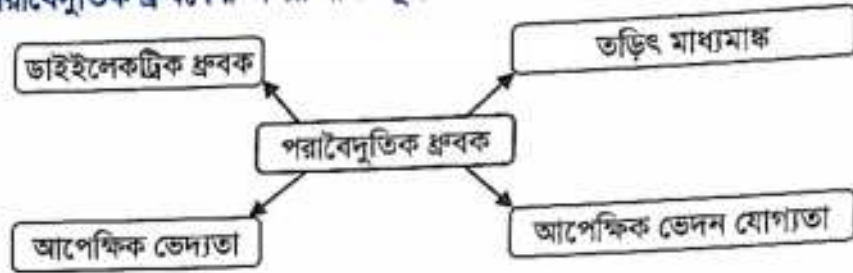 ডাইইলেকট্রিক ধ্রুবক
তড়িৎ মাধ্যমাঙ্ক
পরাবৈদুতিক ধ্রুবক
আপেক্ষিক ভেদ্যতা
আপেক্ষিক ভেদন যোগ্যতা